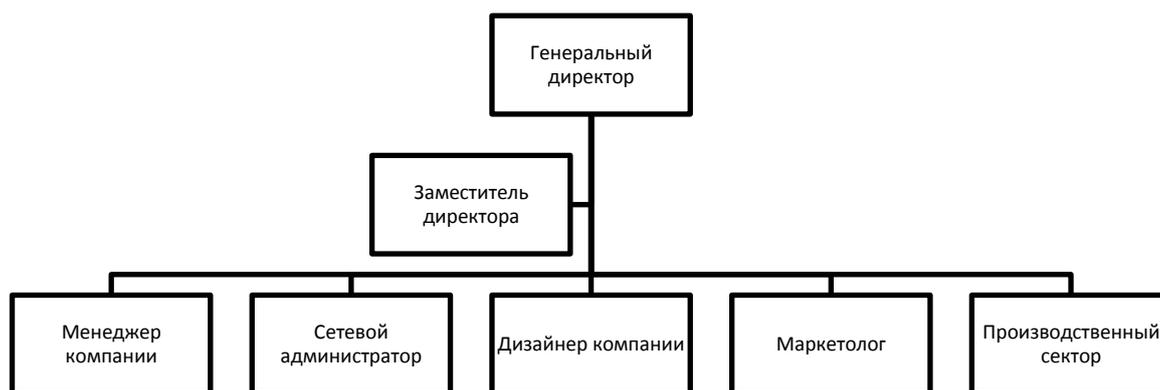 Генеральный
директор
Заместитель
директора
Менеджер
компании
Сетевой
администратор
Дизайнер компании
Маркетолог
Производственный
сектор